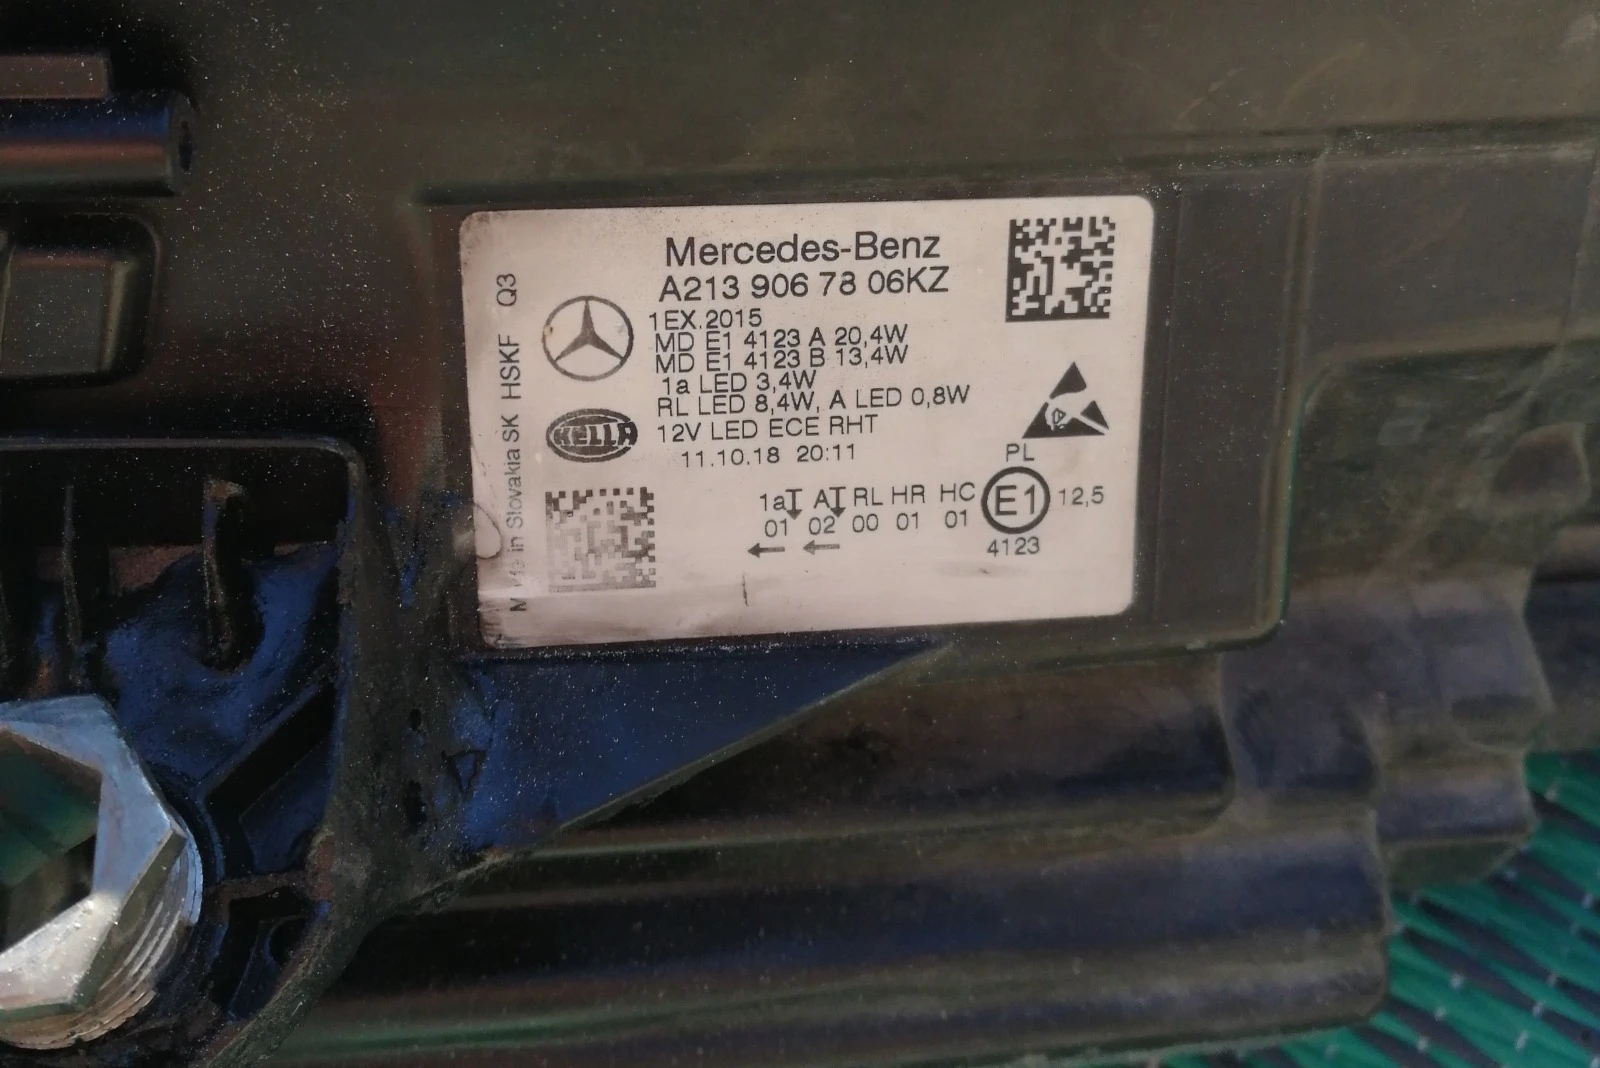 Mercedes-Benz
A213 906 78 06KZ
1EX.2015
MD E1 4123 A 20,4W
MD E1 4123 B 13,4W
1a LED 3,4W
RL LED 8,4W, A LED 0,8W
12V LED ECE RHT
11.10.18 20:11
HELLA
in Slovakia SK HSKF Q3
PL
1a A RL HR HC E1 12,5
01 02 00 01 01
4123